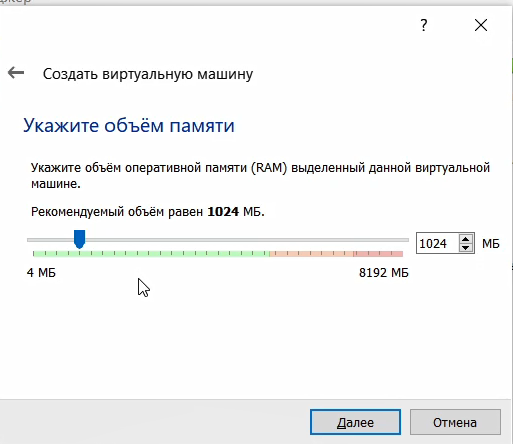 ?
Создать виртуальную машину
Укажите объём памяти
Укажите объём оперативной памяти (RAM) выделенный данной виртуальной
машине.
Рекомендуемый объём равен 1024 МБ.
1024 МБ
4 МБ 8192 МБ
Далее Отмена